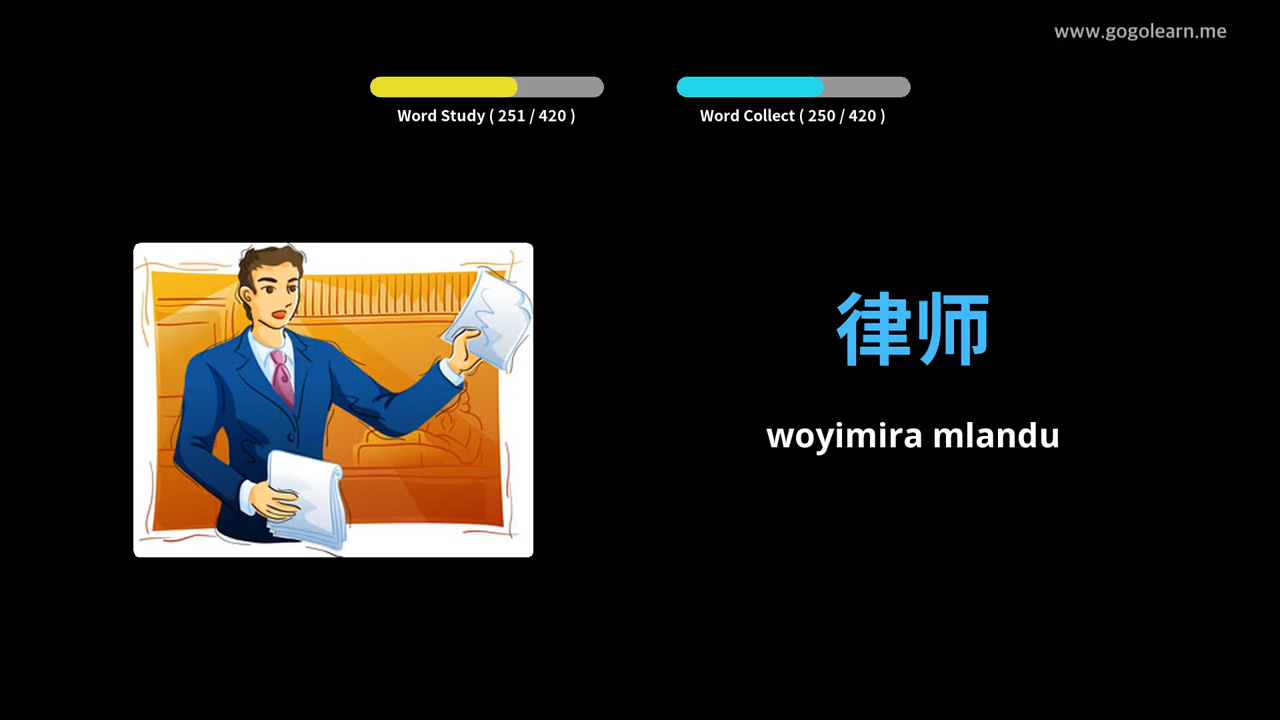 www.gogolearn.me
Word Study ( 251 / 420 )
Word Collect ( 250 / 420 )
律师
woyimira mlandu